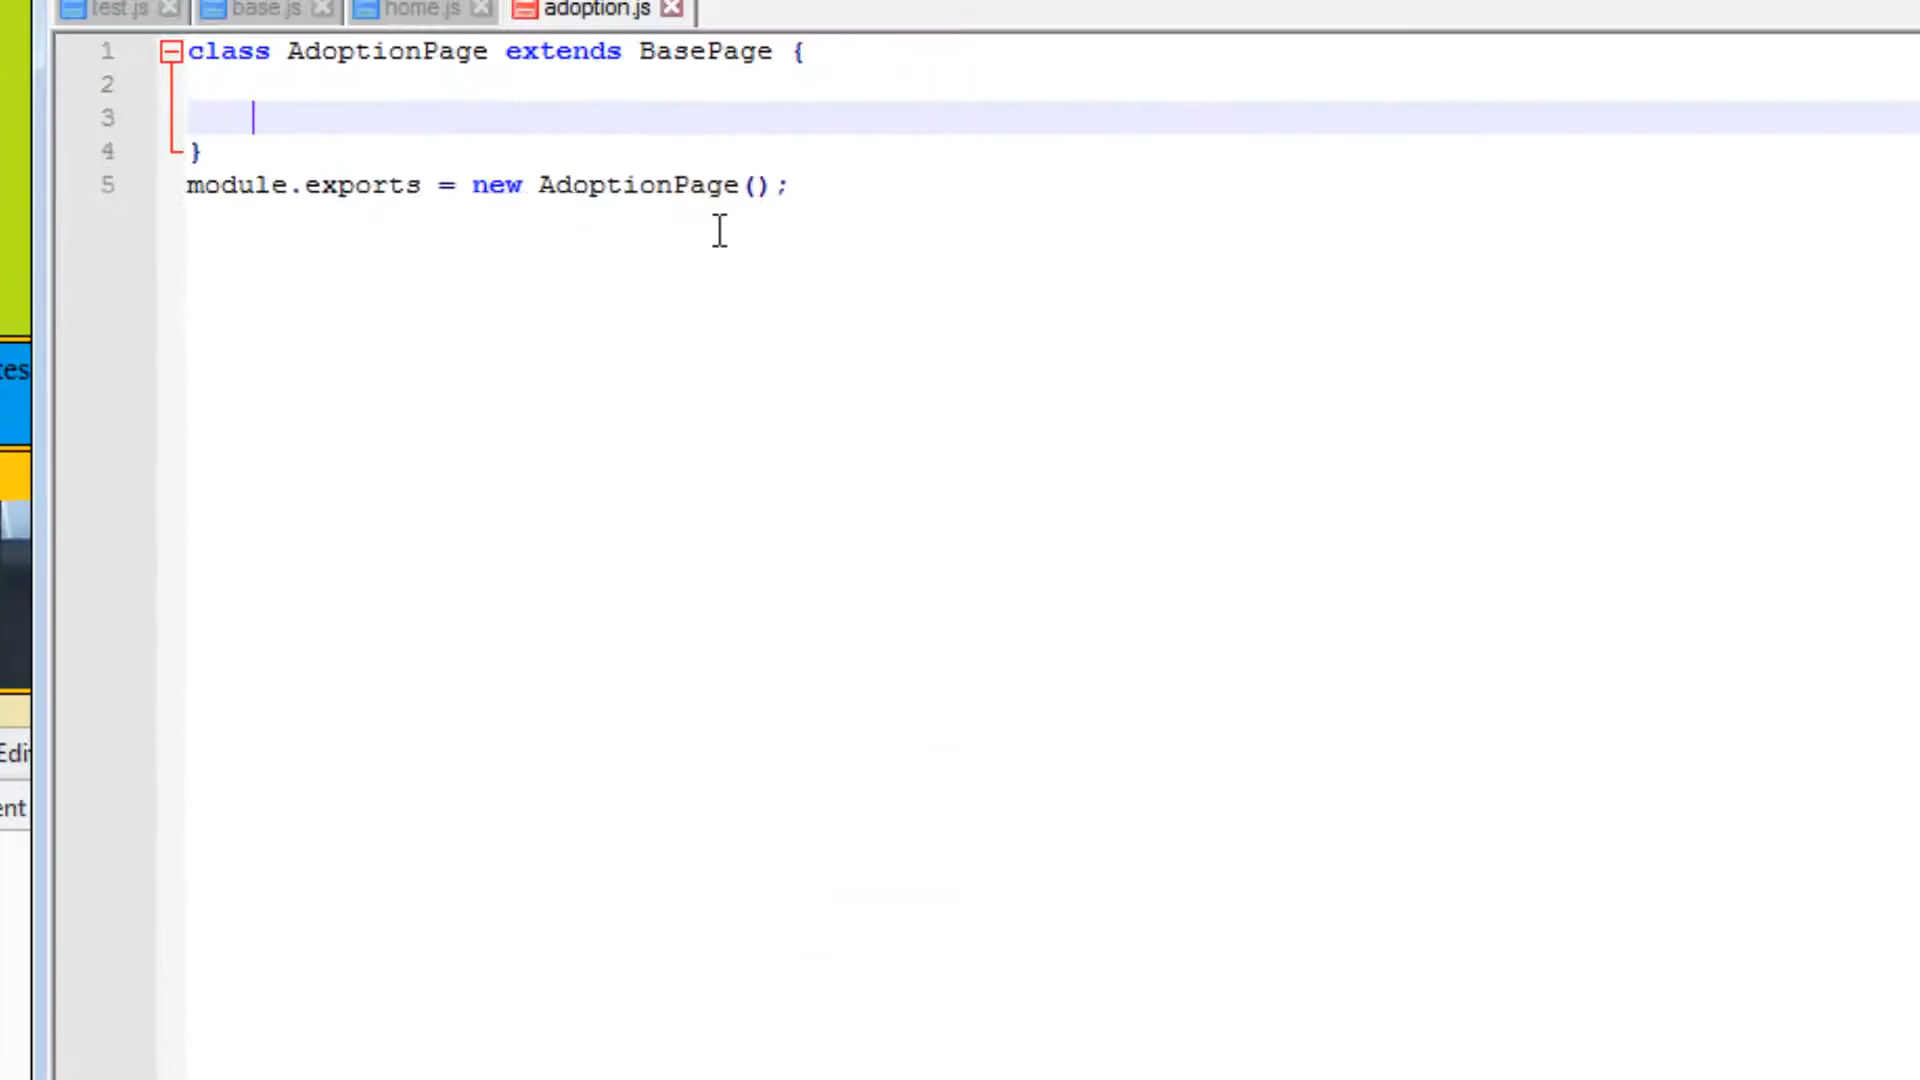 test.js base.js home.js adoption.js
1 class AdoptionPage extends BasePage {
2
3
4 }
5 module.exports = new AdoptionPage();
tes
Edi
ent